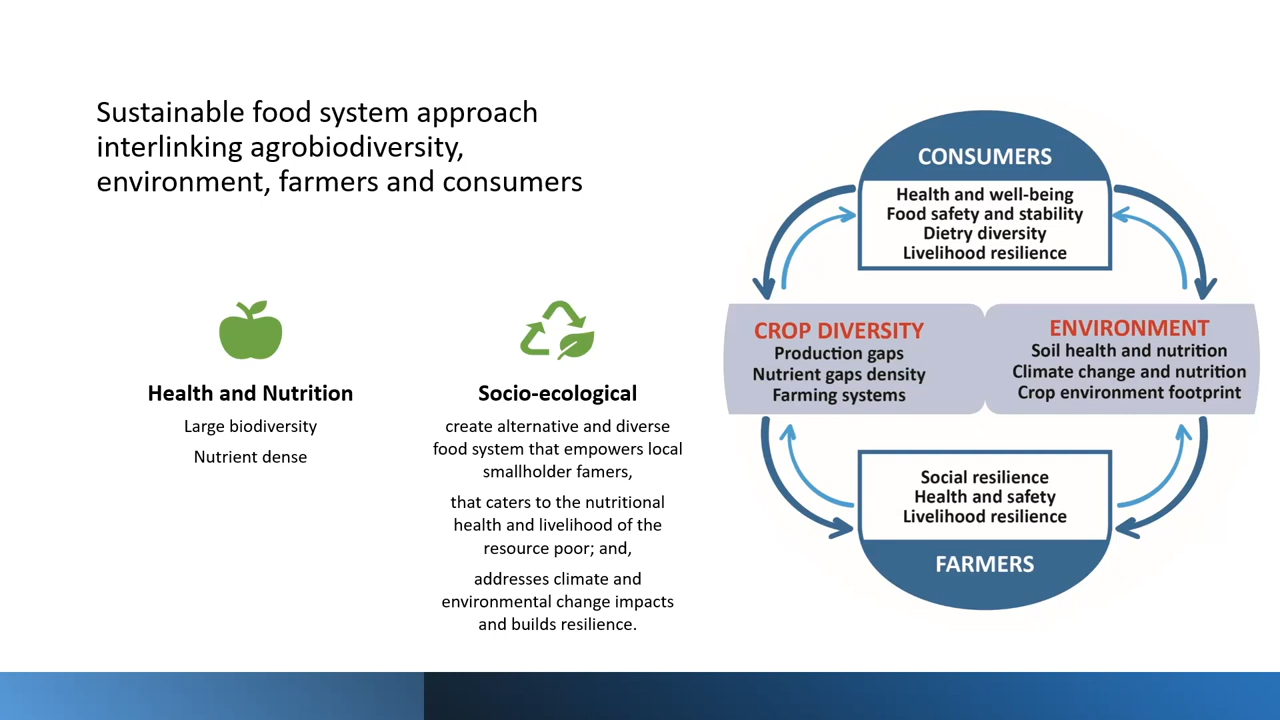 Sustainable food system approach
interlinking agrobiodiversity,
environment, farmers and consumers
Health and Nutrition
Large biodiversity
Nutrient dense
Socio-ecological
create alternative and diverse
food system that empowers local
smallholder famers,
that caters to the nutritional
health and livelihood of the
resource poor; and,
addresses climate and
environmental change impacts
and builds resilience.
CONSUMERS
Health and well-being
Food safety and stability
Dietry diversity
Livelihood resilience
CROP DIVERSITY
Production gaps
Nutrient gaps density
Farming systems
ENVIRONMENT
Soil health and nutrition
Climate change and nutrition
Crop environment footprint
Social resilience
Health and safety
Livelihood resilience
FARMERS